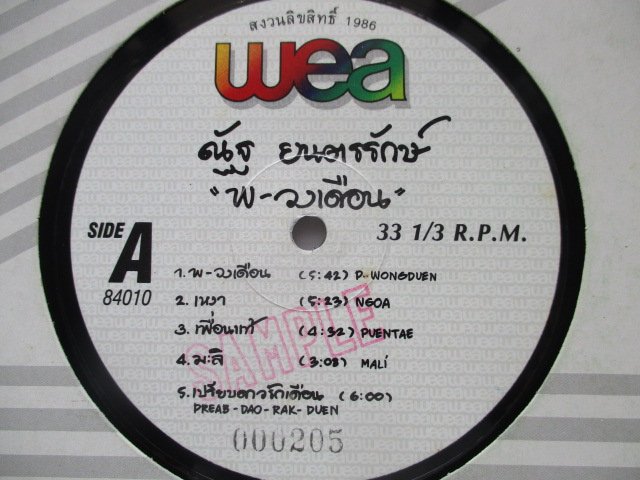 สงวนลิขสิทธิ์ 1986
wea
ณัฐ ยนตรรักษ์
"พ-วงเดือน"
SIDE A
33 1/3 R.P.M.
84010
1. พ-วงเดือน (5:42) P-WONGDUEN
2. เหงา (5:23) NGOA
3. เพื่อนแท้ (4:32) PUENTAE
4. มะลิ (3:03) MALi
5. เปรียบดาวรักเดือน (6:00)
PREAB-DAO-RAK-DUEN
SAMPLE
000205